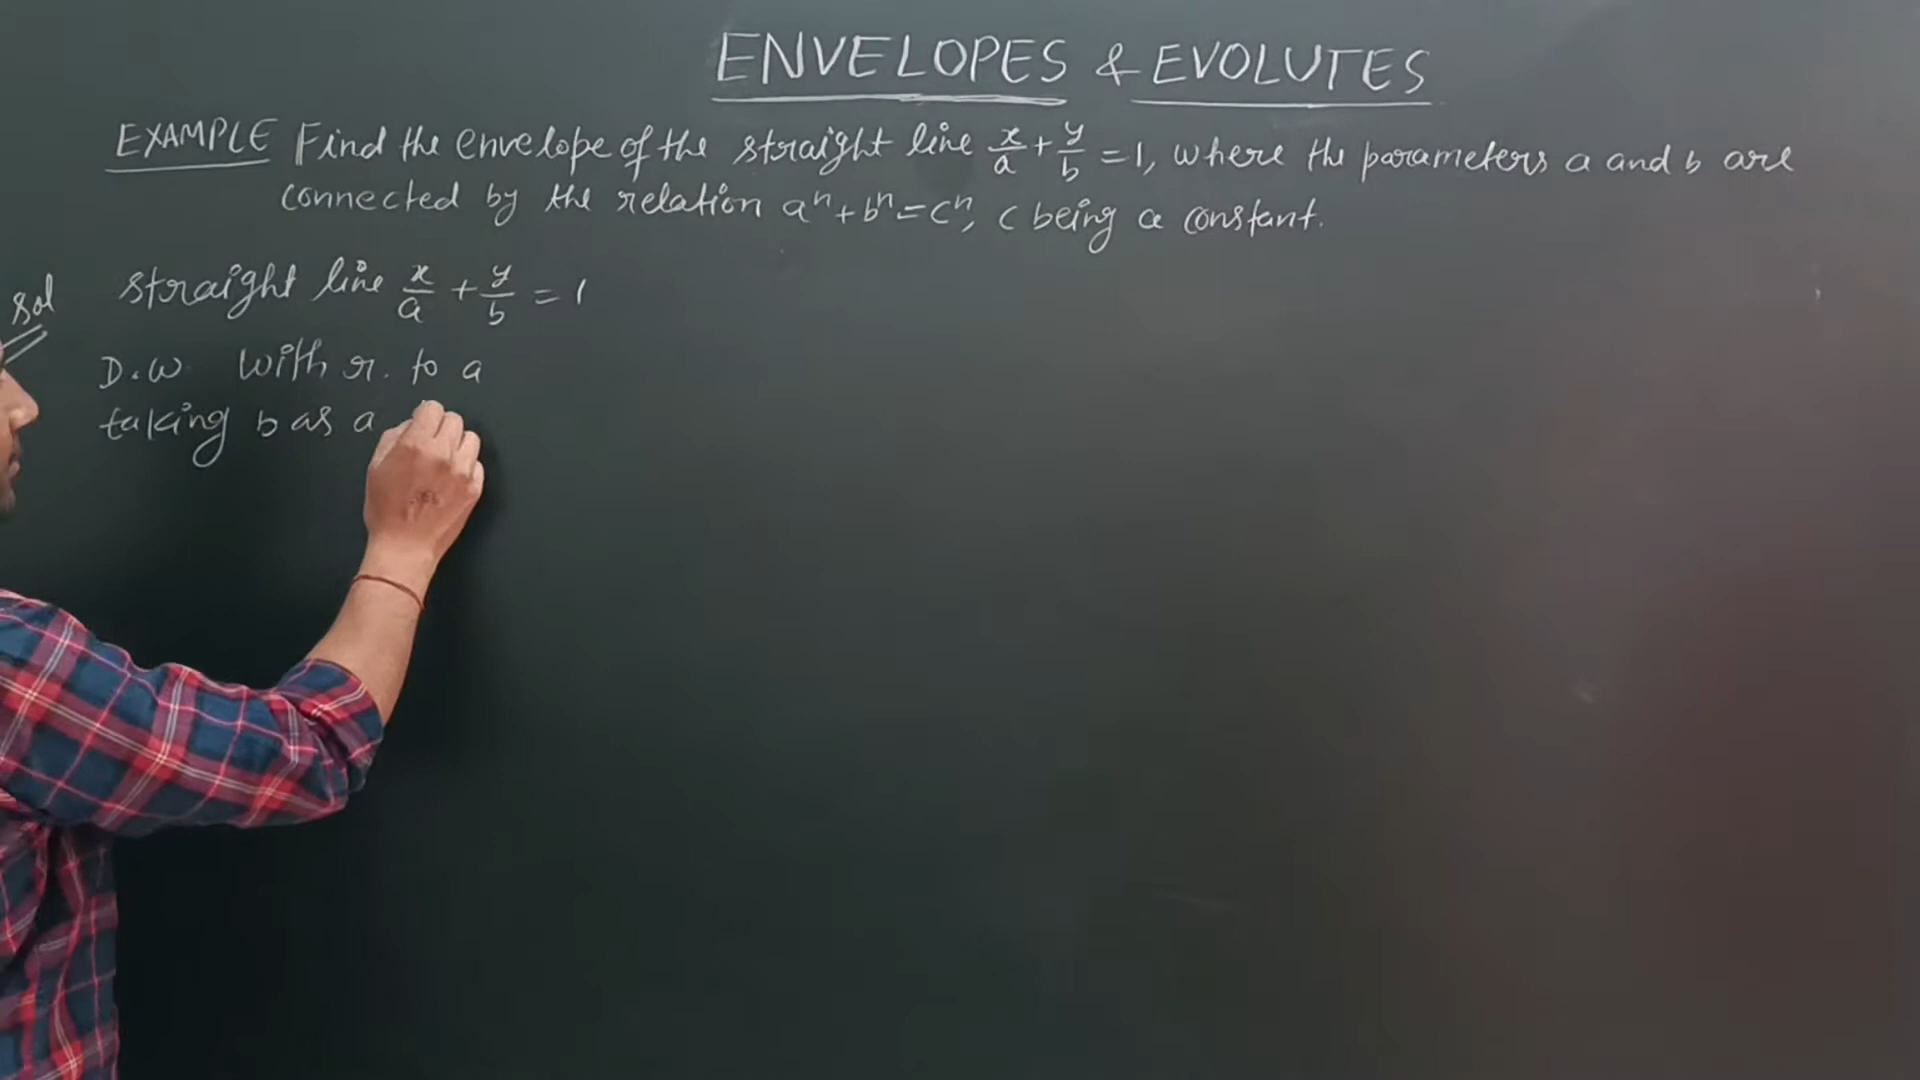 ENVELOPES & EVOLUTES
EXAMPLE Find the envelope of the straight line x/a + y/b = 1, where the parameters a and b are
connected by the relation aⁿ + bⁿ = cⁿ, c being a constant.
Sol straight line x/a + y/b = 1
D.W. with r. to a
taking b as a